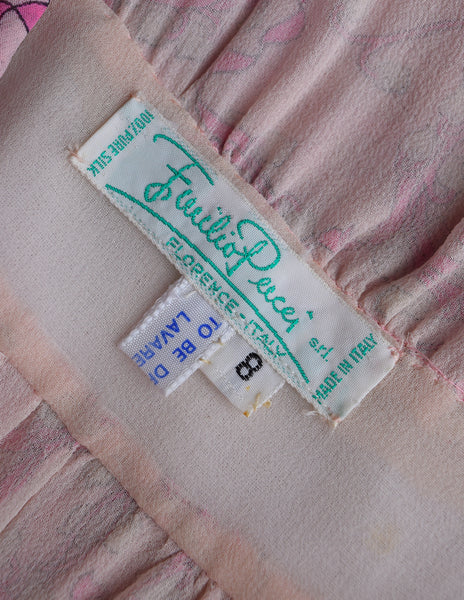 100% PURE SILK
Emilio Pucci
s.r.l.
FLORENCE - ITALY
MADE IN ITALY
TO BE
LAVARE
8